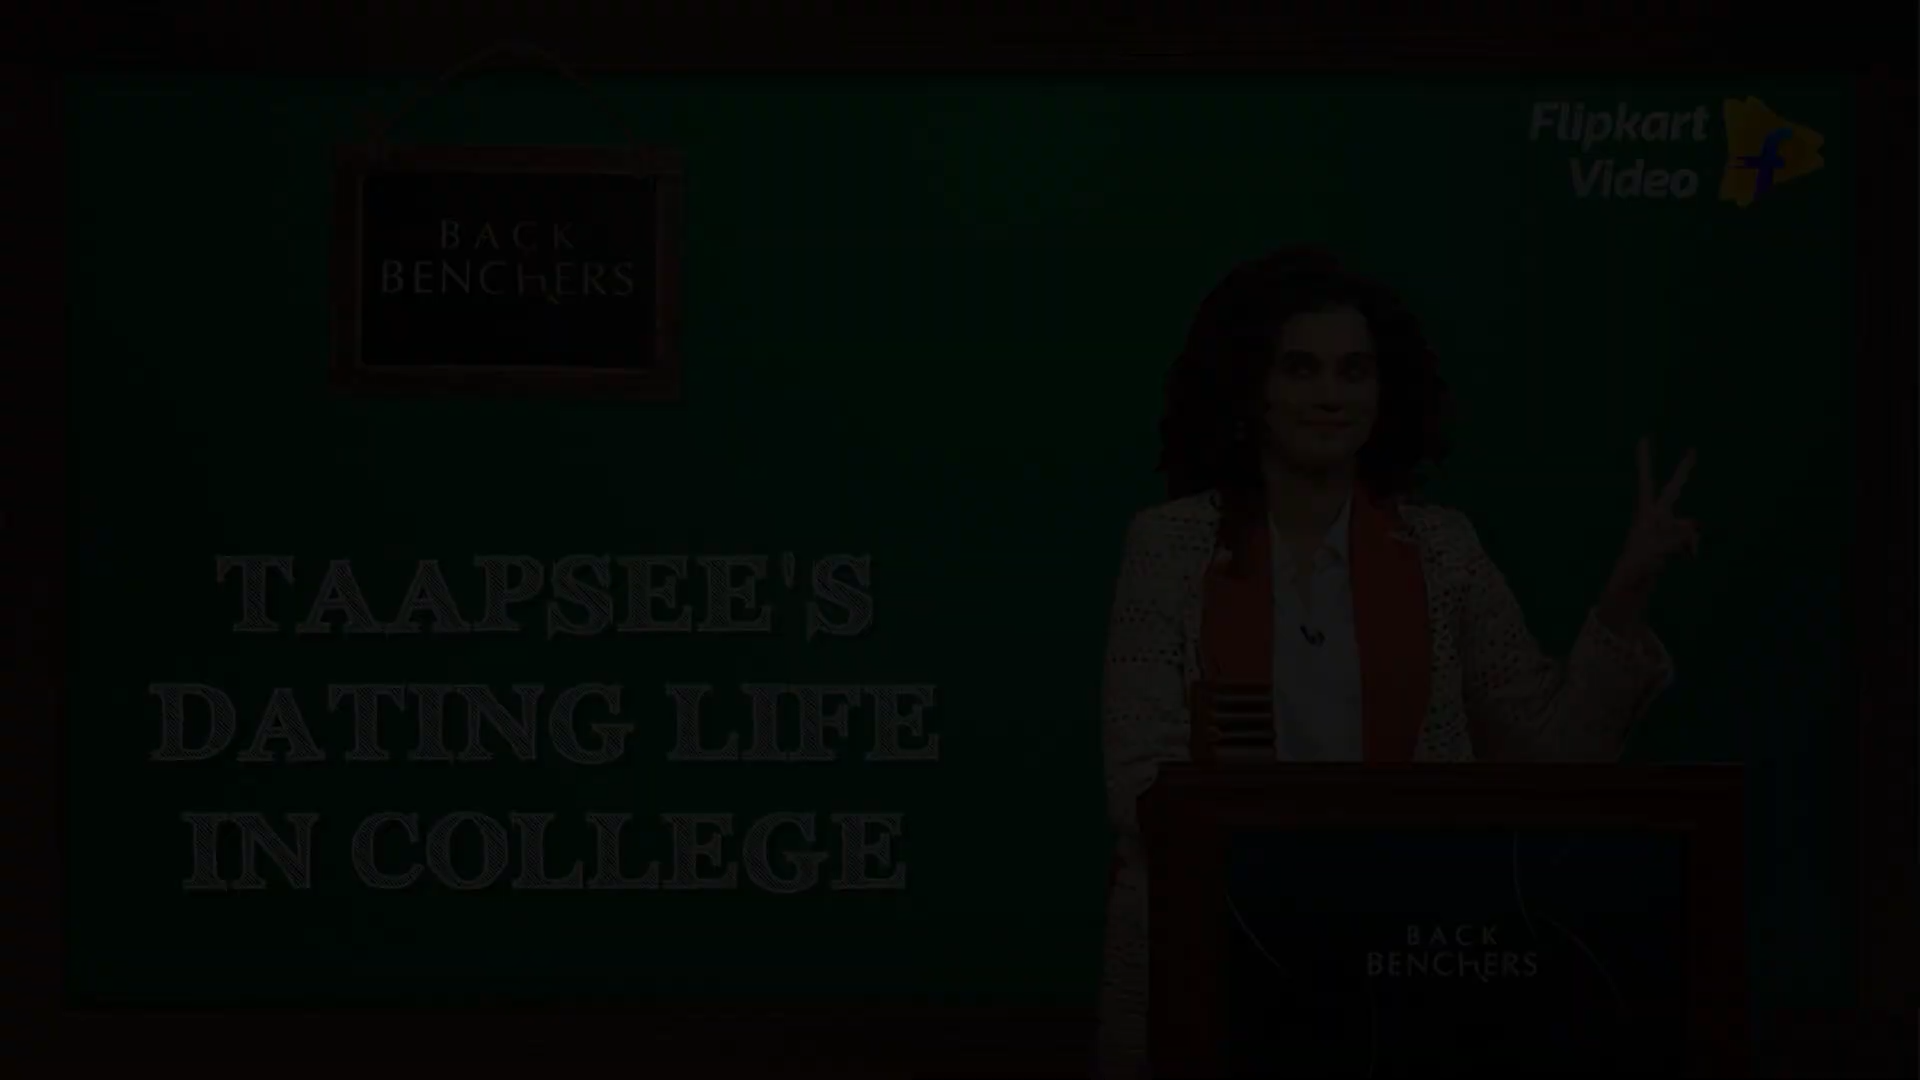 Flipkart
Video
BACK
BENCHERS
TAAPSEE'S
DATING LIFE
IN COLLEGE
BACK
BENCHERS